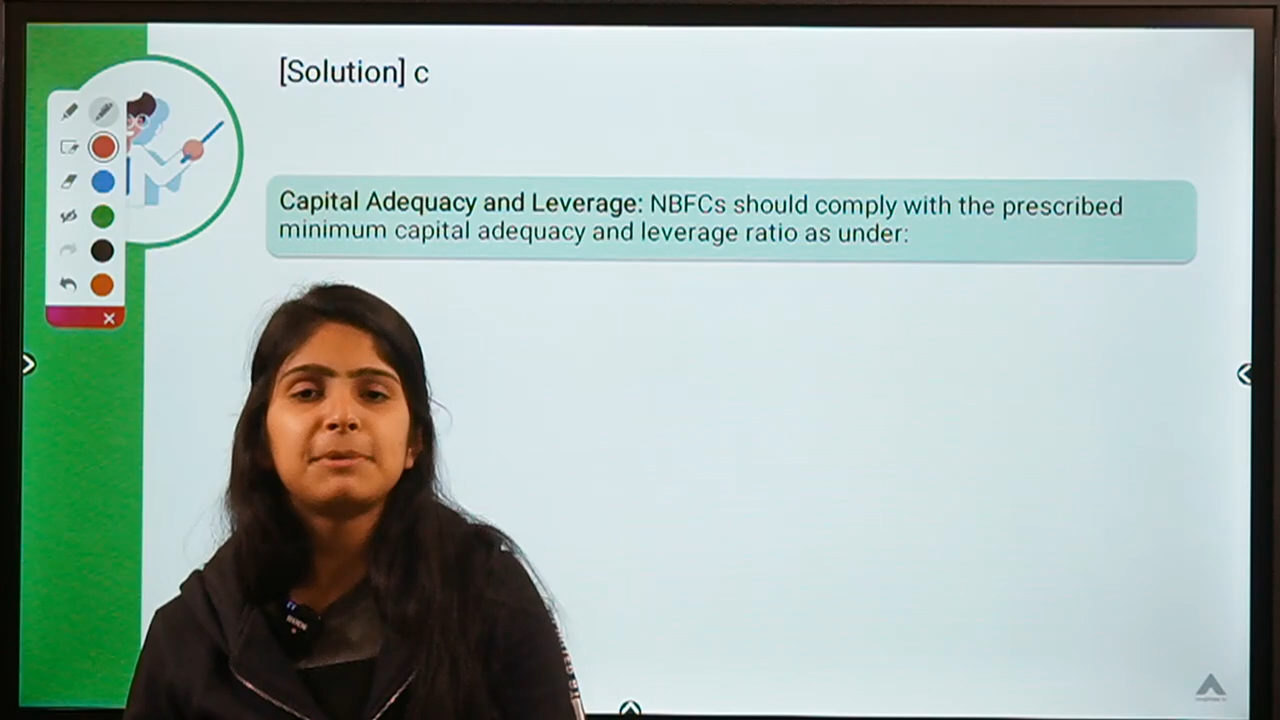 [Solution] c
Capital Adequacy and Leverage: NBFCs should comply with the prescribed
minimum capital adequacy and leverage ratio as under: